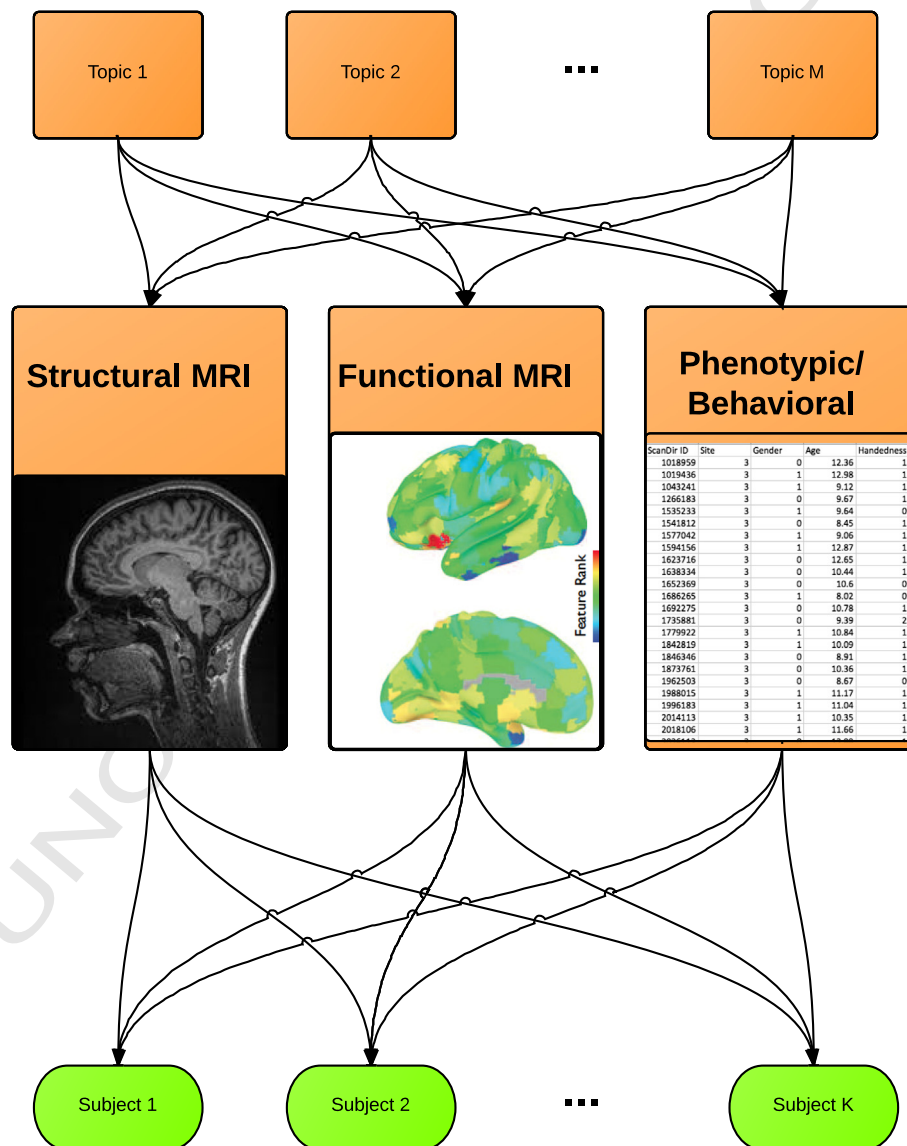 Topic 1
Topic 2
...
Topic M
Structural MRI
Functional MRI
Phenotypic/
Behavioral
Feature Rank
ScanDir ID Site Gender Age Handedness
1018959 3 0 12.36 1
1019436 3 1 12.98 1
1043241 3 1 9.12 1
1266183 3 0 9.67 1
1535233 3 1 9.64 0
1541812 3 0 8.45 1
1577042 3 1 9.06 1
1594156 3 1 12.87 1
1623716 3 0 12.65 1
1638334 3 0 10.44 1
1652369 3 0 10.6 0
1686265 3 1 8.02 0
1692275 3 0 10.78 1
1735881 3 0 9.39 2
1779922 3 1 10.84 1
1842819 3 1 10.09 1
1846346 3 0 8.91 1
1873761 3 0 10.36 1
1962503 3 0 8.67 0
1988015 3 1 11.17 1
1996183 3 1 11.04 1
2014113 3 1 10.35 1
2018106 3 1 11.66 1
UNC
Subject 1
Subject 2
...
Subject K